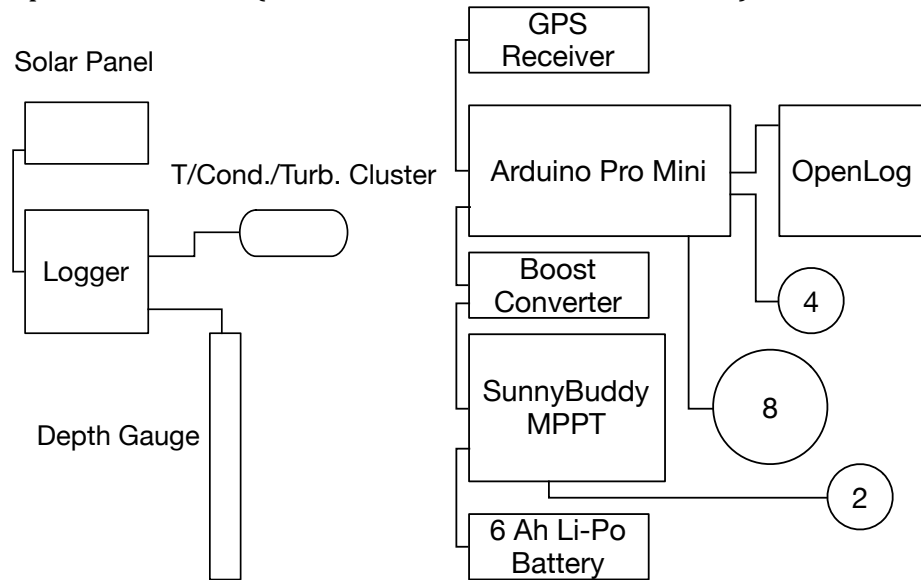 Solar Panel
T/Cond./Turb. Cluster
Logger
Depth Gauge
GPS
Receiver
Arduino Pro Mini
OpenLog
Boost
Converter
4
SunnyBuddy
MPPT
8
2
6 Ah Li-Po
Battery